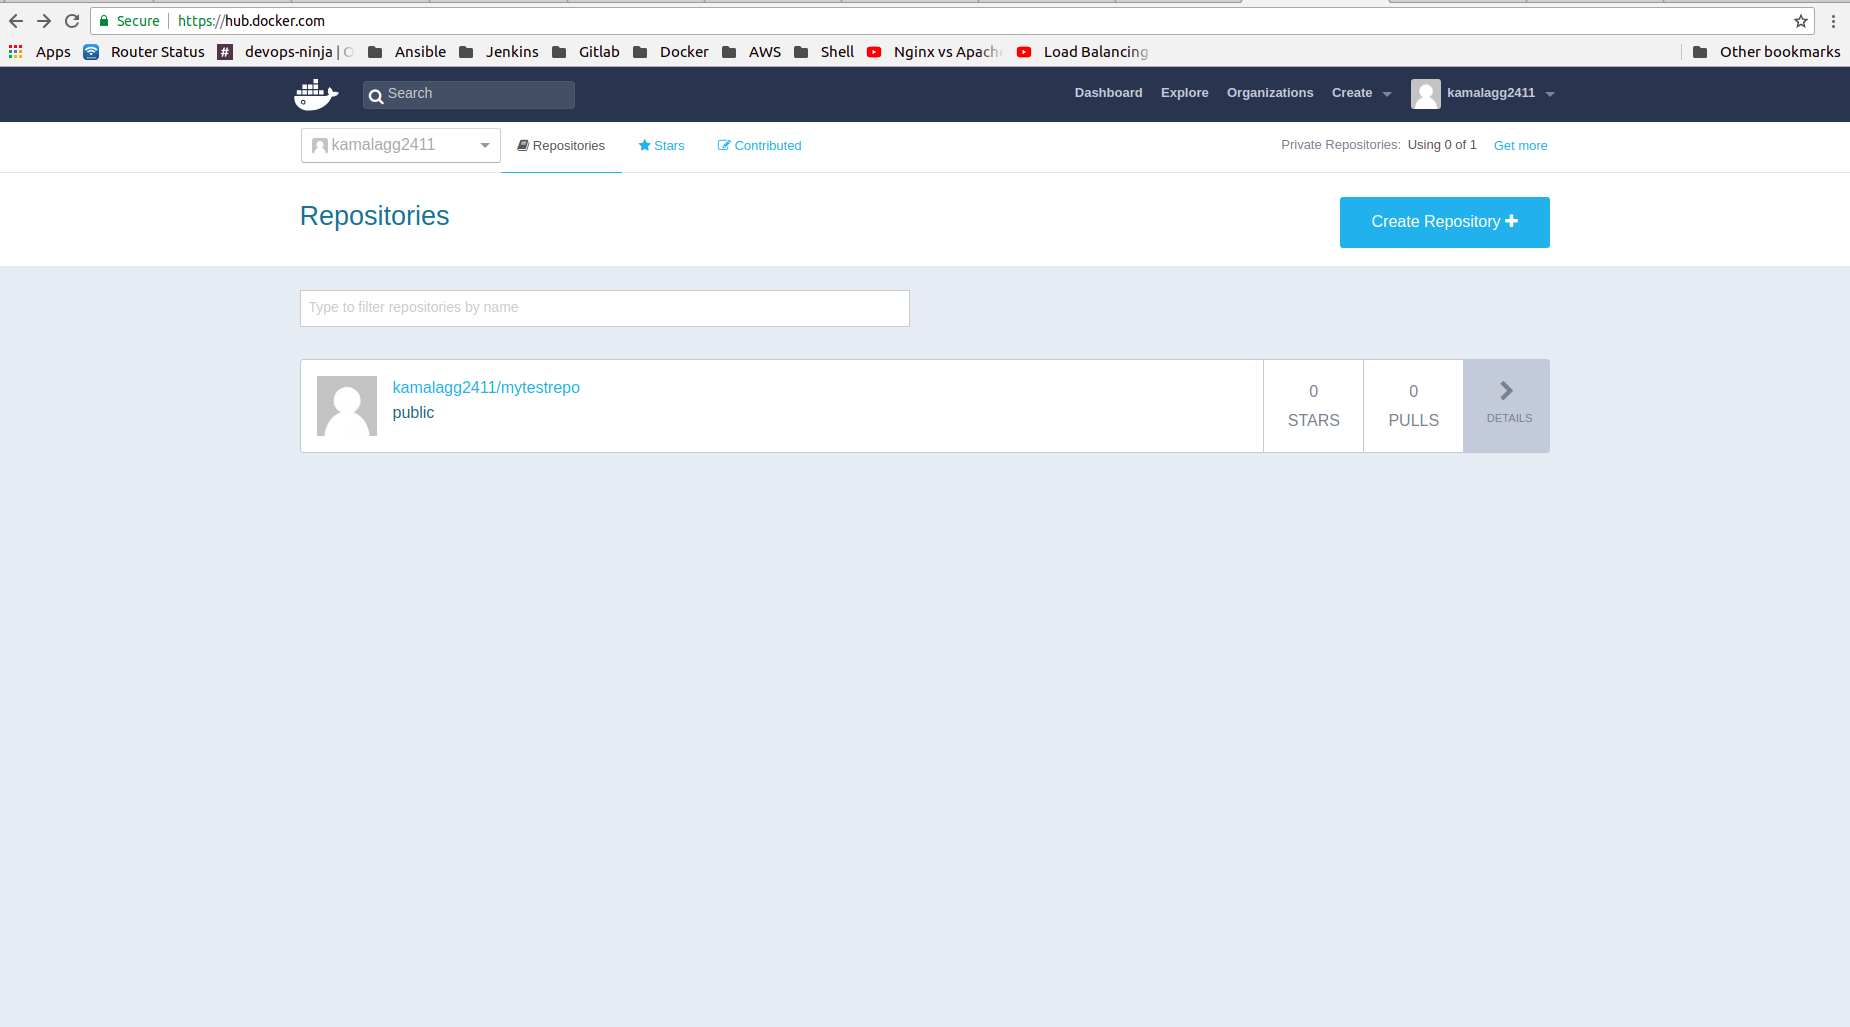 Secure https://hub.docker.com
Apps Router Status # devops-ninja | Ansible Jenkins Gitlab Docker AWS Shell Nginx vs Apach Load Balancing Other bookmarks
Search Dashboard Explore Organizations Create kamalagg2411
kamalagg2411 Repositories Stars Contributed Private Repositories: Using 0 of 1 Get more
Repositories Create Repository
Type to filter repositories by name
kamalagg2411/mytestrepo 0 0
public STARS PULLS DETAILS